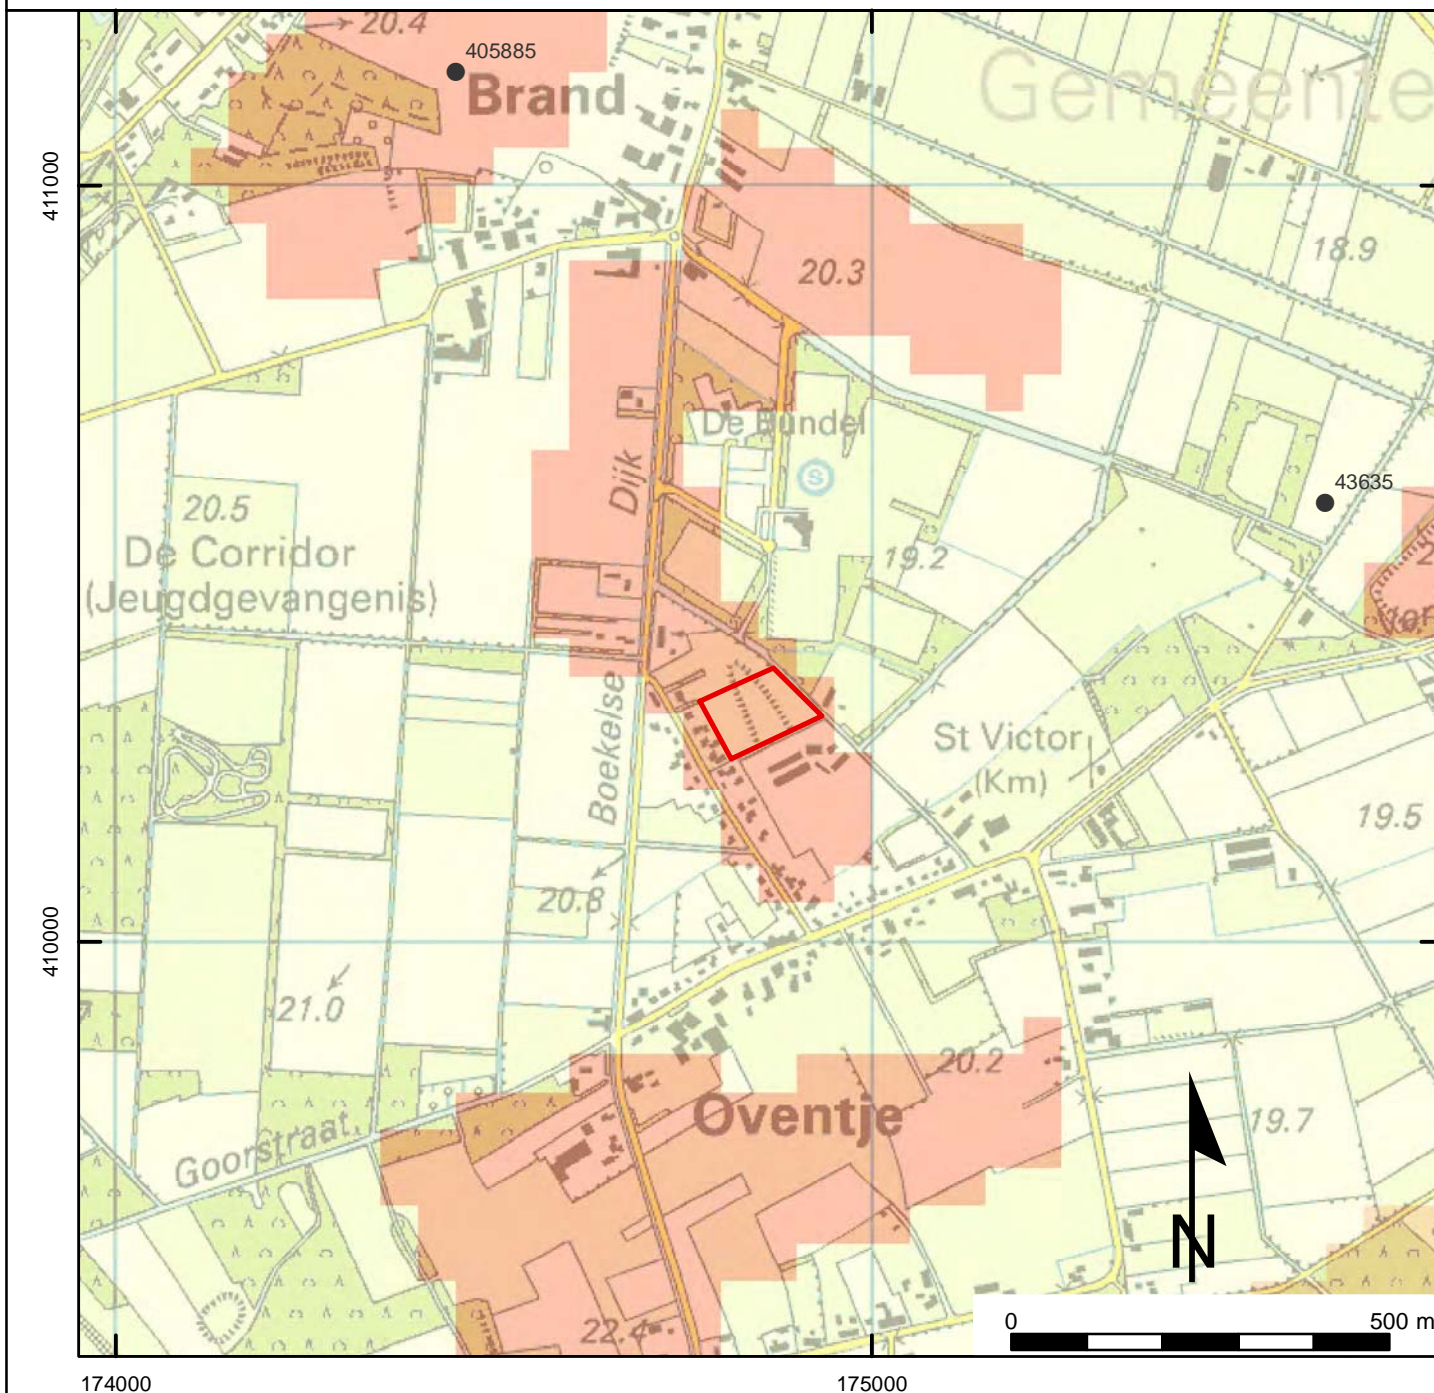 20.4
405885
Brand
Gemeente
411000
18.9
20.3
De Bundel
S
43635
20.5
De Corridor
(Jeugdgevangenis)
Dijk
19.2
Boekelse
St Victor
(Km)
19.5
20.8
410000
21.0
20.2
Oventje
19.7
Goorstraat
N
22.4
0
500 m
174000
175000